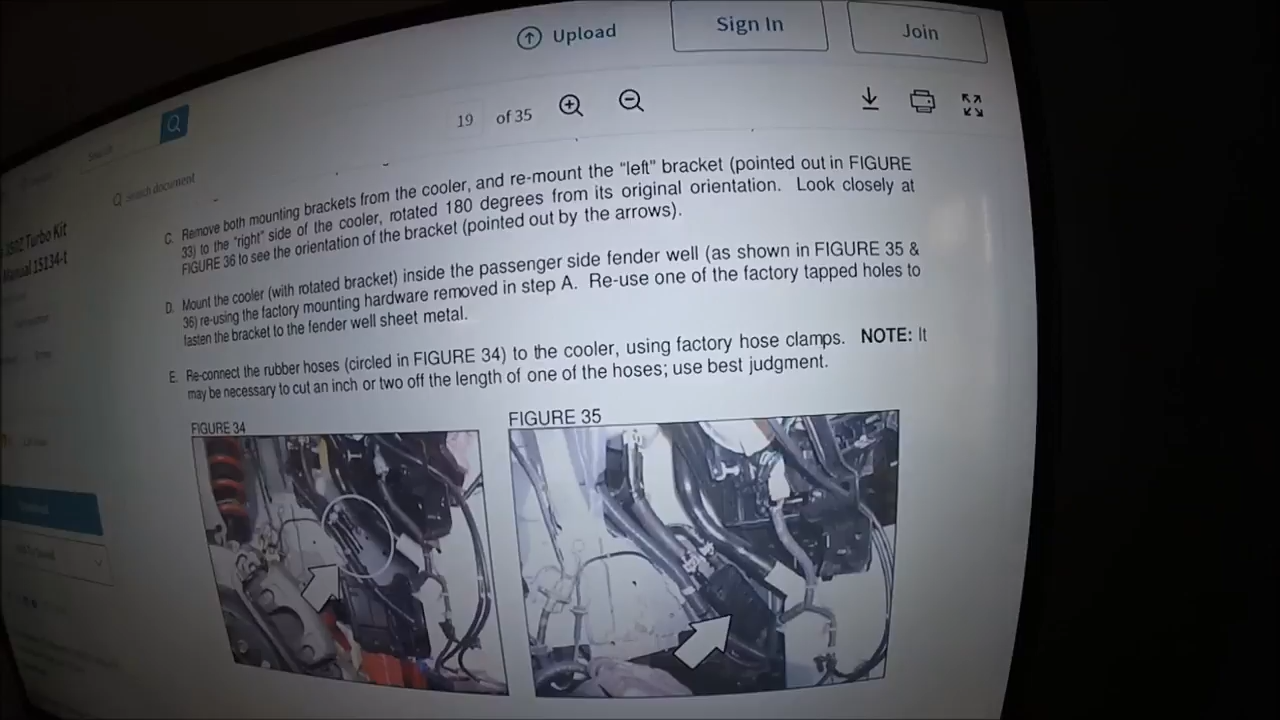 Upload
Sign In
Join
19 of 35
Search document
350Z Turbo Kit
Manual 15134-t
C. Remove both mounting brackets from the cooler, and re-mount the "left" bracket (pointed out in FIGURE
33) to the "right" side of the cooler, rotated 180 degrees from its original orientation. Look closely at
FIGURE 36 to see the orientation of the bracket (pointed out by the arrows).
D. Mount the cooler (with rotated bracket) inside the passenger side fender well (as shown in FIGURE 35 &
36) re-using the factory mounting hardware removed in step A. Re-use one of the factory tapped holes to
fasten the bracket to the fender well sheet metal.
E. Re-connect the rubber hoses (circled in FIGURE 34) to the cooler, using factory hose clamps. NOTE: It
may be necessary to cut an inch or two off the length of one of the hoses; use best judgment.
FIGURE 34
FIGURE 35